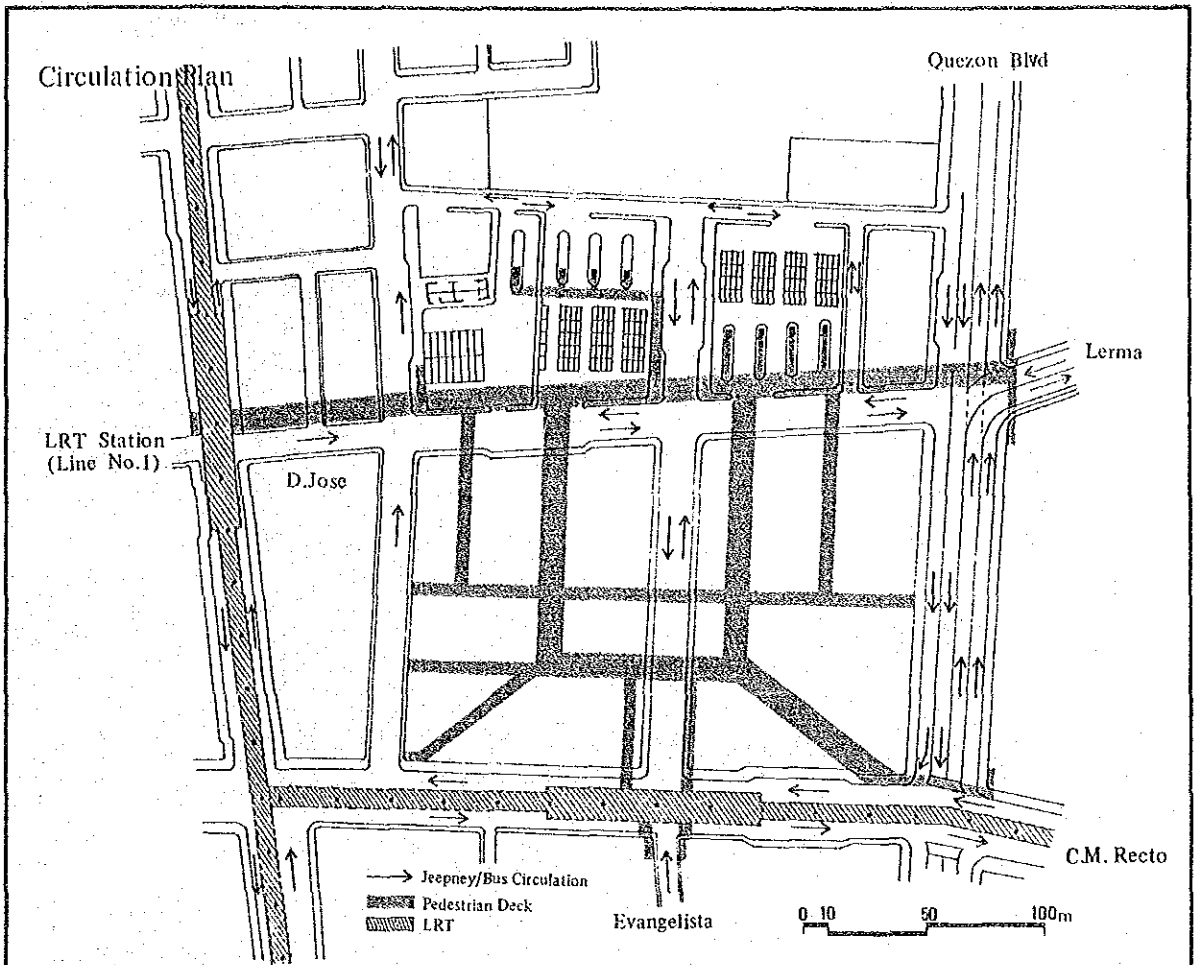 Circulation Plan
Quezon Blvd
Lerma
LRT Station
(Line No.1)
D.Jose
C.M. Recto
Jeepney/Bus Circulation
Pedestrian Deck
LRT
Evangelista
0 10 50 100m